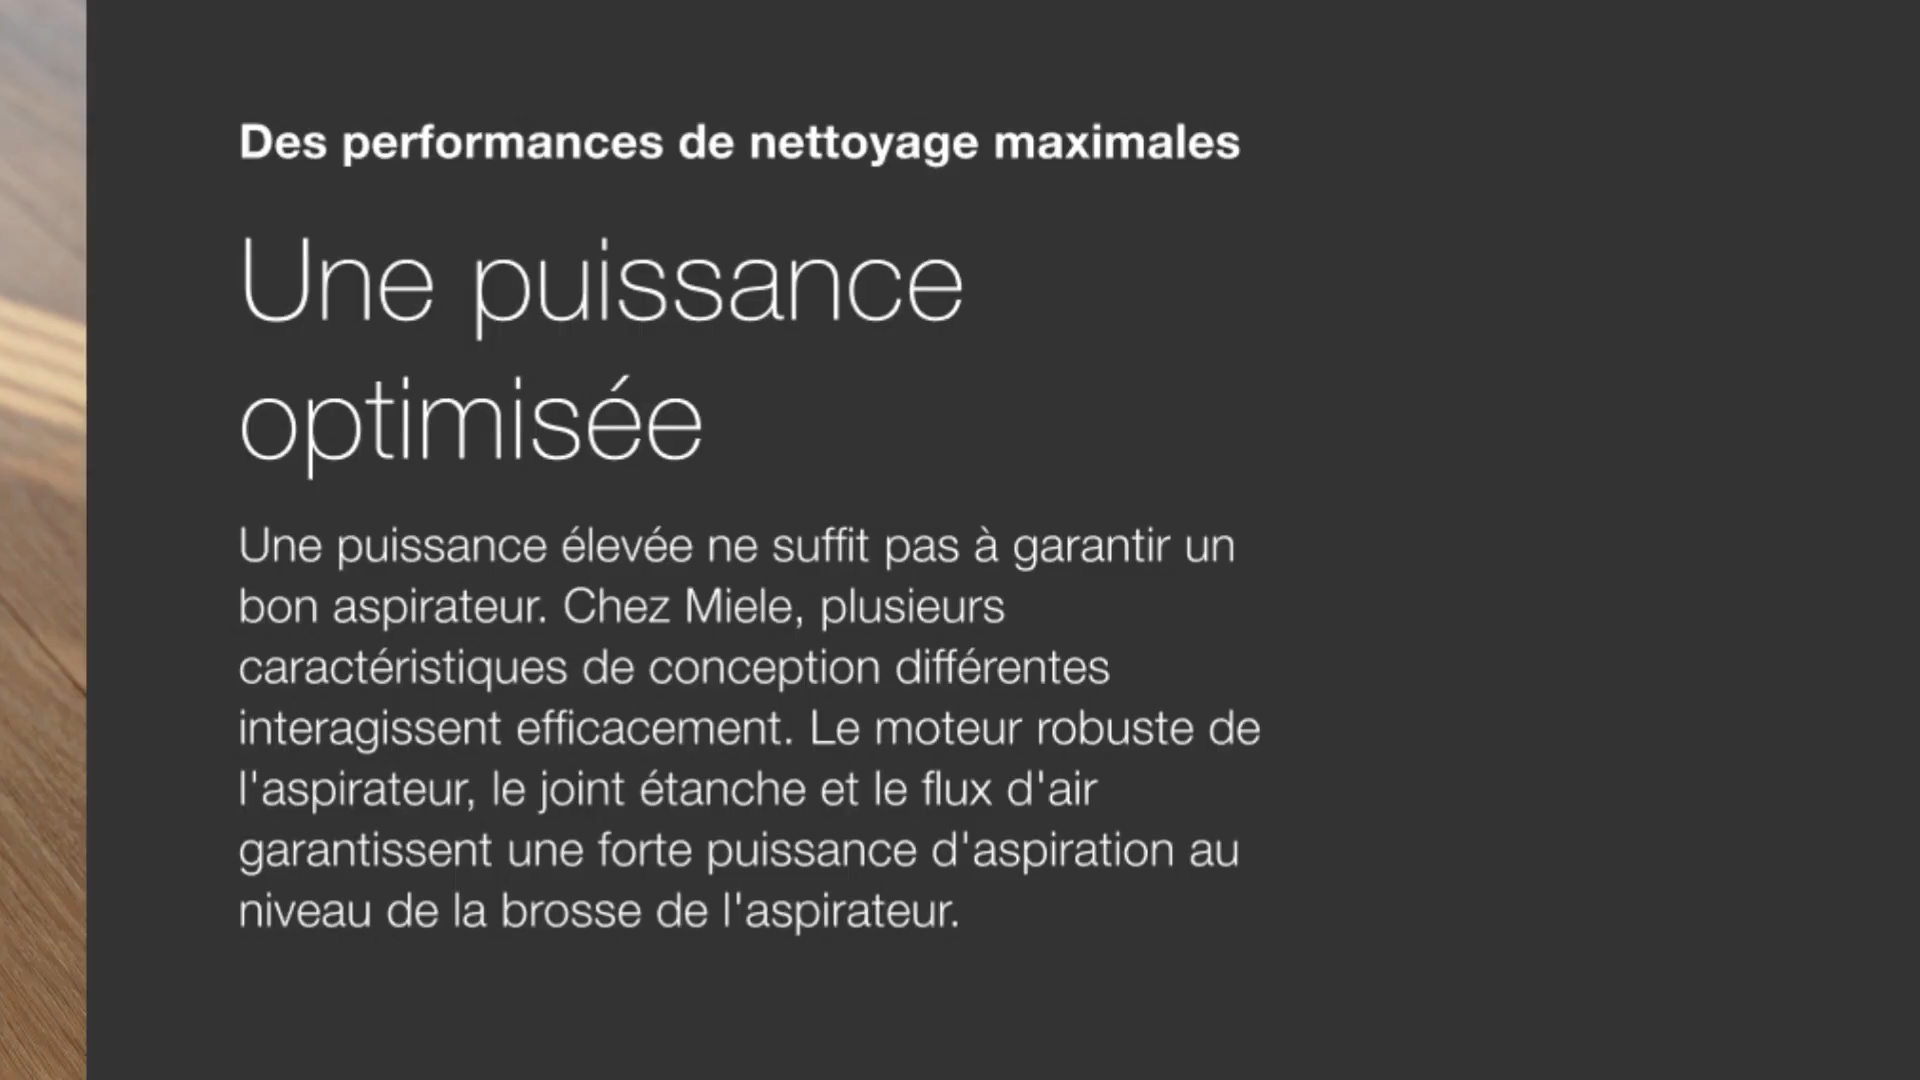 Des performances de nettoyage maximales
Une puissance
optimisée
Une puissance élevée ne suffit pas à garantir un
bon aspirateur. Chez Miele, plusieurs
caractéristiques de conception différentes
interagissent efficacement. Le moteur robuste de
l'aspirateur, le joint étanche et le flux d'air
garantissent une forte puissance d'aspiration au
niveau de la brosse de l'aspirateur.